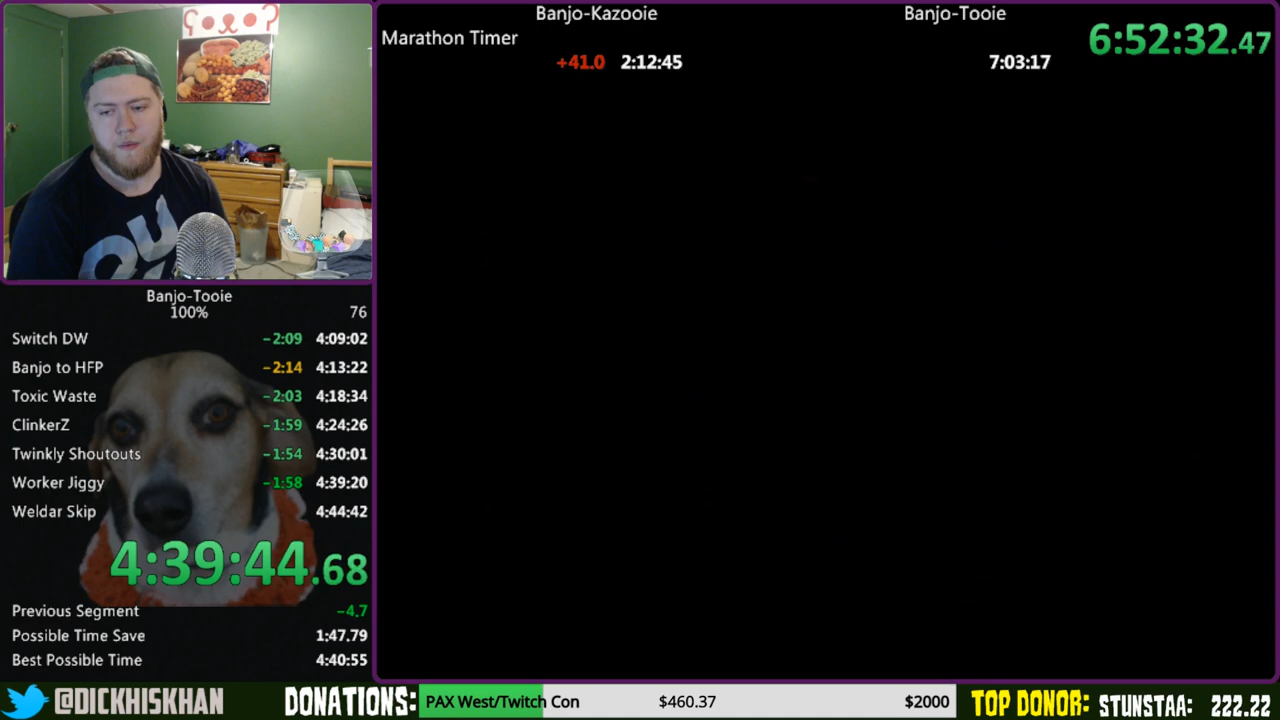 Banjo-Kazooie Banjo-Tooie
Marathon Timer 6:52:32.47
+41.0 2:12:45 7:03:17
Banjo-Tooie
100% 76
Switch DW -2:09 4:09:02
Banjo to HFP -2:14 4:13:22
Toxic Waste -2:03 4:18:34
ClinkerZ -1:59 4:24:26
Twinkly Shoutouts -1:54 4:30:01
Worker Jiggy -1:58 4:39:20
Weldar Skip 4:44:42
4:39:44.68
Previous Segment -4.7
Possible Time Save 1:47.79
Best Possible Time 4:40:55
@DICKHISKHAN DONATIONS: PAX West/Twitch Con $460.37 $2000 TOP DONOR: STUNSTAA: 222.22